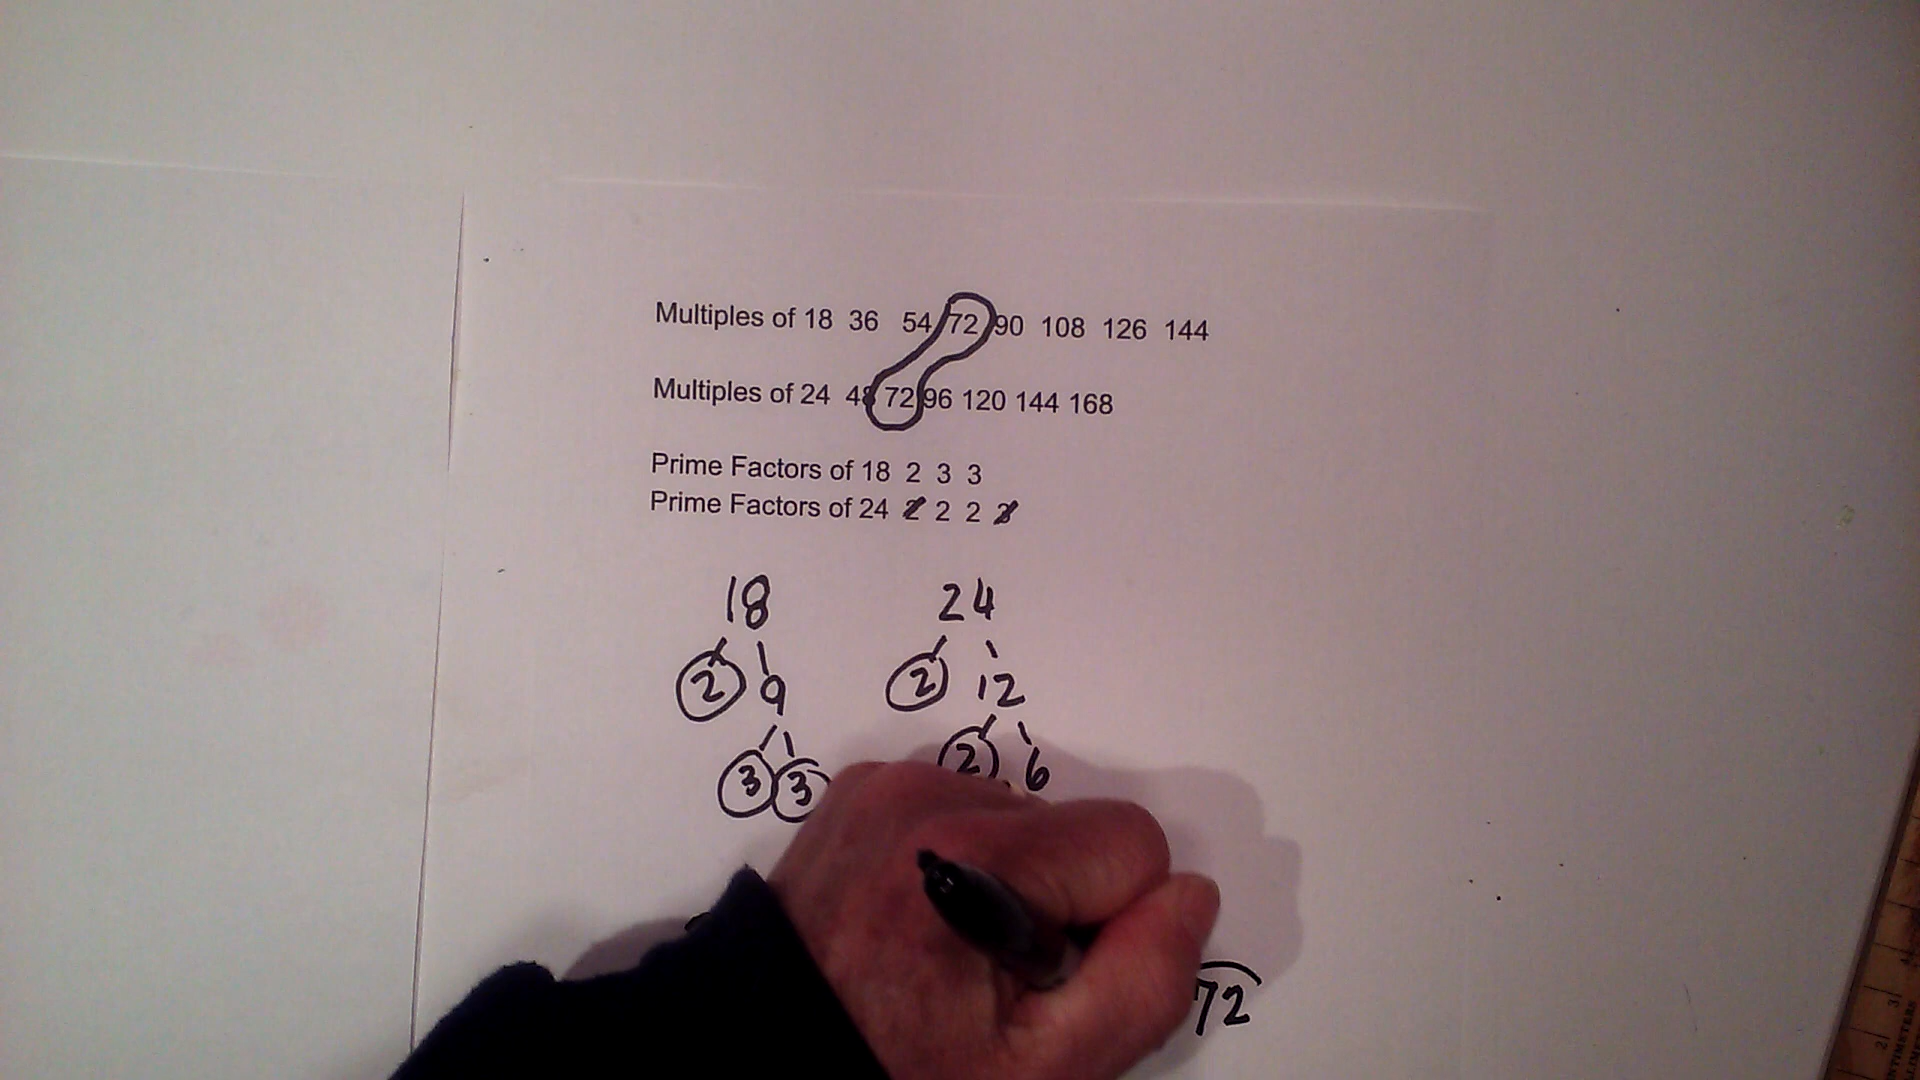 Multiples of 18 36 54 72 90 108 126 144
Multiples of 24 48 72 96 120 144 168
Prime Factors of 18 2 3 3
Prime Factors of 24 2 2 2 3
18 24
2 9 2 12
3 3 2 6
72